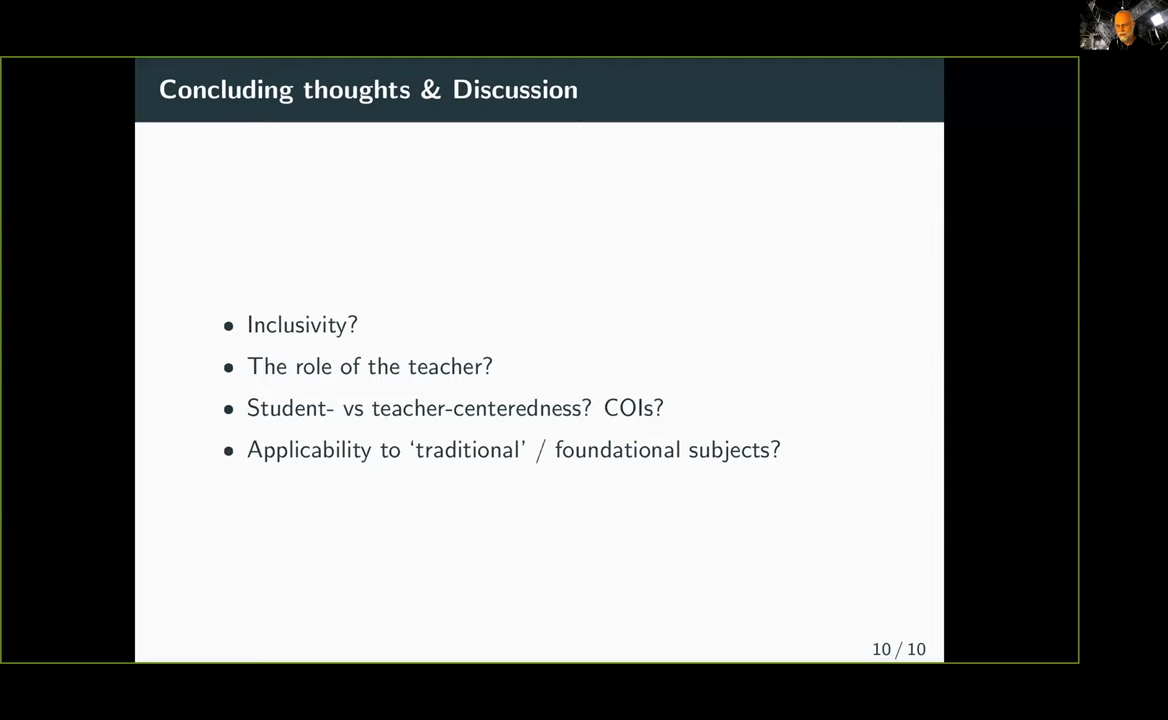 Concluding thoughts & Discussion
• Inclusivity?
• The role of the teacher?
• Student- vs teacher-centeredness? COIs?
• Applicability to ‘traditional’ / foundational subjects?
10 / 10